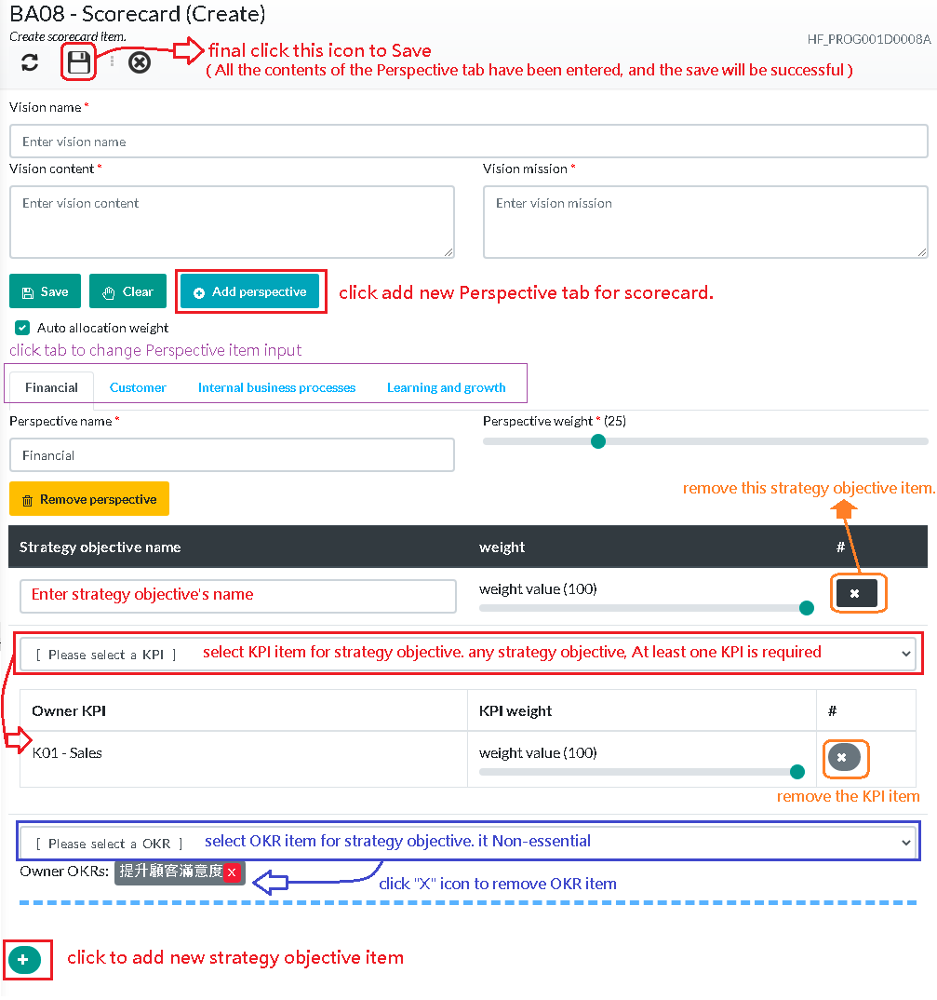 BA08 - Scorecard (Create)
Create scorecard item.
HF_PROG001D0008A
final click this icon to Save
( All the contents of the Perspective tab have been entered, and the save will be successful )
Vision name *
Enter vision name
Vision content *
Vision mission *
Enter vision content
Enter vision mission
Save
Clear
Add perspective
click add new Perspective tab for scorecard.
Auto allocation weight
click tab to change Perspective item input
Financial
Customer
Internal business processes
Learning and growth
Perspective name *
Perspective weight * (25)
Financial
Remove perspective
remove this strategy objective item.
Strategy objective name
weight
#
Enter strategy objective's name
weight value (100)
[ Please select a KPI ]
select KPI item for strategy objective. any strategy objective, At least one KPI is required
Owner KPI
KPI weight
#
K01 - Sales
weight value (100)
remove the KPI item
[ Please select a OKR ]
select OKR item for strategy objective. it Non-essential
Owner OKRs: 提升顧客滿意度 X
click "X" icon to remove OKR item
click to add new strategy objective item